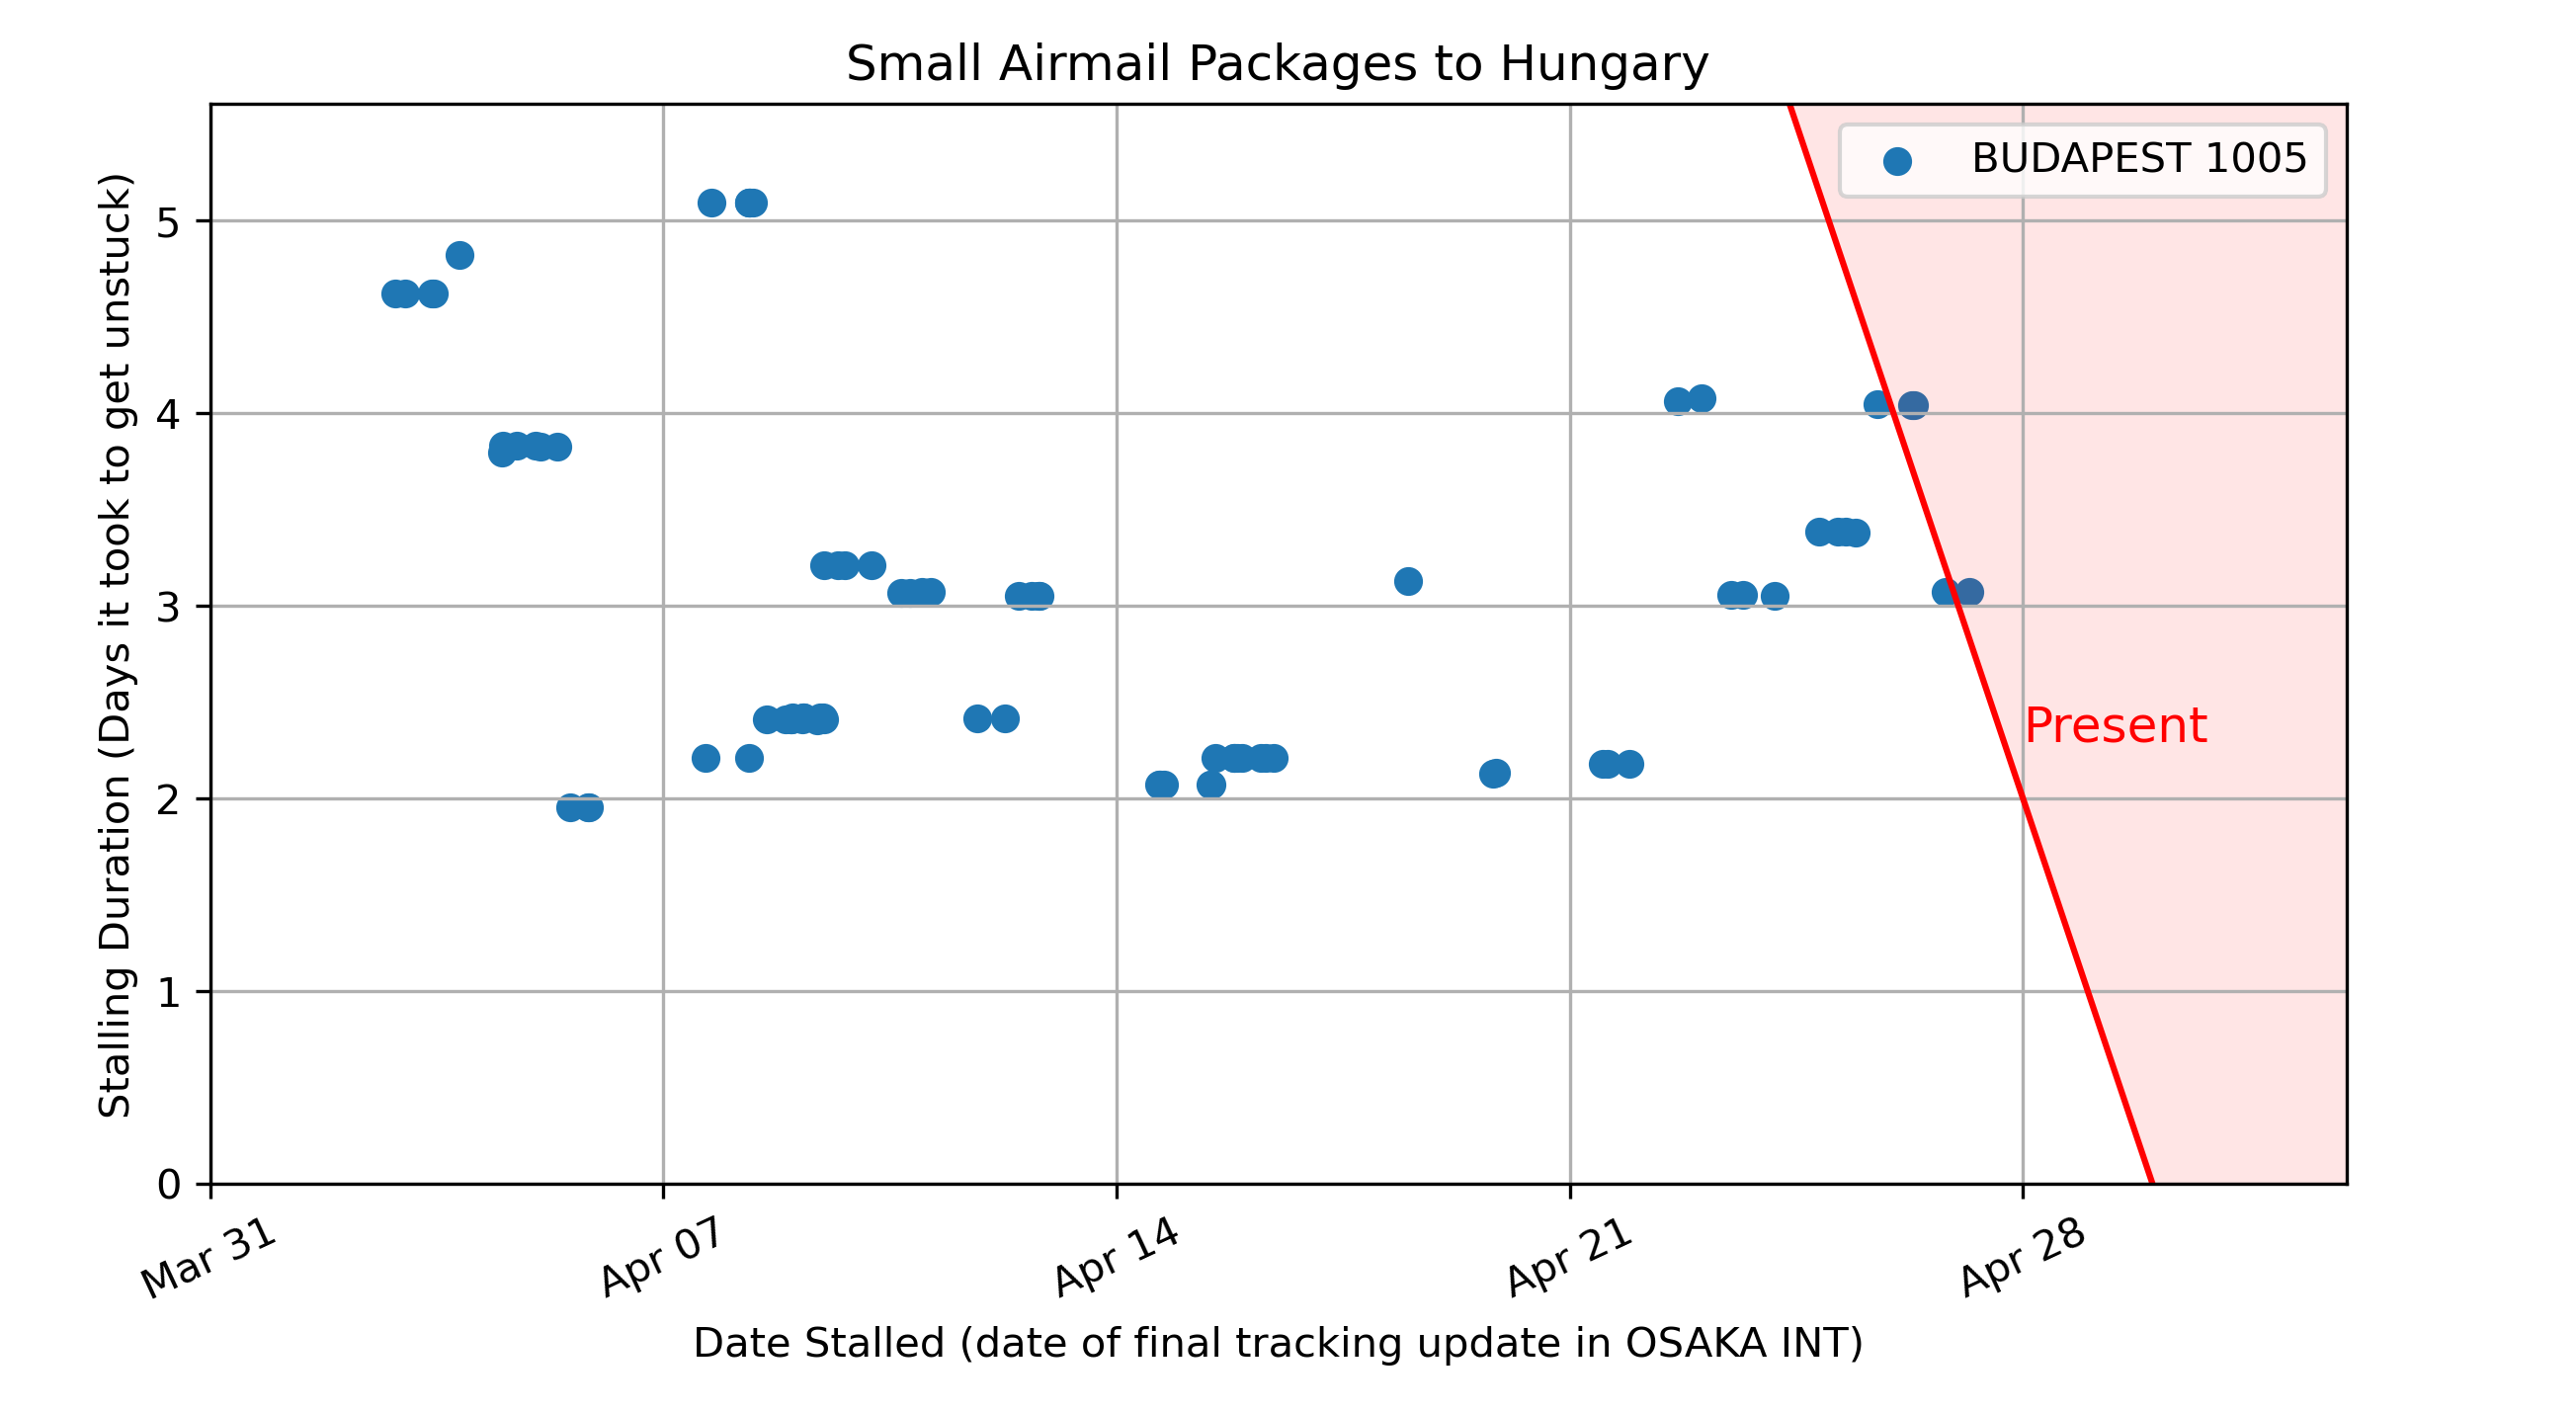 Small Airmail Packages to Hungary
BUDAPEST 1005
Stalling Duration (Days it took to get unstuck)
5
4
3
2
1
0
Present
Mar 31
Apr 07
Apr 14
Apr 21
Apr 28
Date Stalled (date of final tracking update in OSAKA INT)